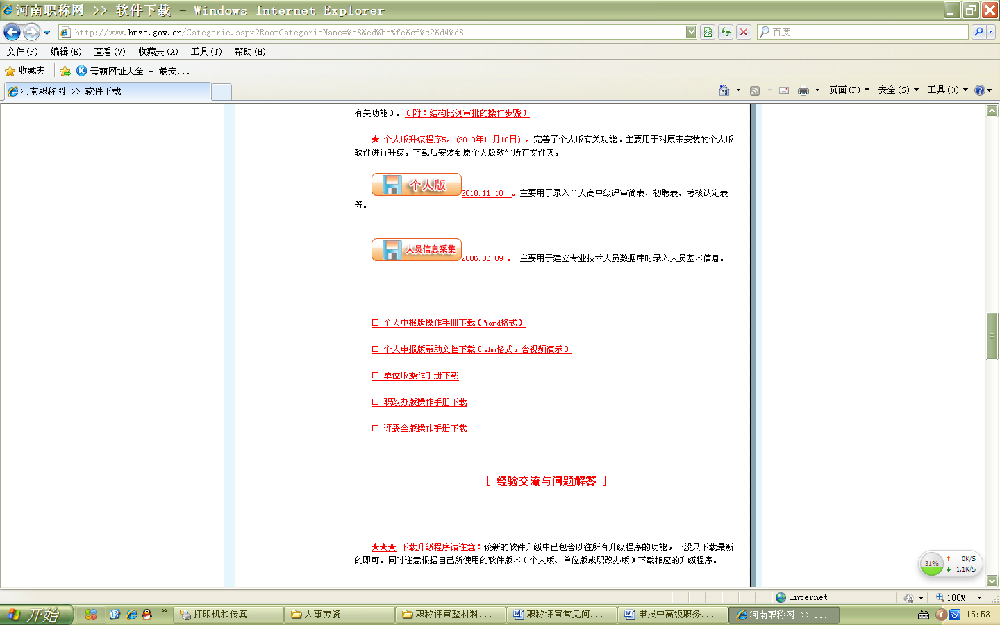 河南职称网 >> 软件下载 - Windows Internet Explorer
http://www.hnzc.gov.cn/Categorie.aspx?RootCategorieName=%c8%ed%bc%fe%cf%c2%d4%d8
百度
文件(F) 编辑(E) 查看(V) 收藏夹(A) 工具(T) 帮助(H)
收藏夹 毒霸网址大全 - 最安...
河南职称网 >> 软件下载
页面(P) 安全(S) 工具(O)
有关功能)。(附:结构比例审批的操作步骤)
★ 个人版升级程序5。(2010年11月10日)。完善了个人版有关功能,主要用于对原来安装的个人版
软件进行升级。下载后安装到原个人版软件所在文件夹。
个人版 2010.11.10 。主要用于录入个人高中级评审简表、初聘表、考核认定表
等。
人员信息采集 2006.06.09 。 主要用于建立专业技术人员数据库时录入人员基本信息。
□ 个人申报版操作手册下载(Word格式)
□ 个人申报版帮助文档下载(chm格式,含视频演示)
□ 单位版操作手册下载
□ 职改办版操作手册下载
□ 评委会版操作手册下载
[ 经验交流与问题解答 ]
★★★ 下载升级程序请注意:较新的软件升级中已包含以往所有升级程序的功能,一般只下载最新
的即可。同时注意根据自己所使用的软件版本(个人版、单位版或职改办版)下载相应的升级程序。
31% 0K/S
1.1K/S
Internet 100%
开始 打印机和传真 人事劳资 职称评审整材料... 职称评审常见问... 申报中高级职务... 河南职称网 >> ... 15:58